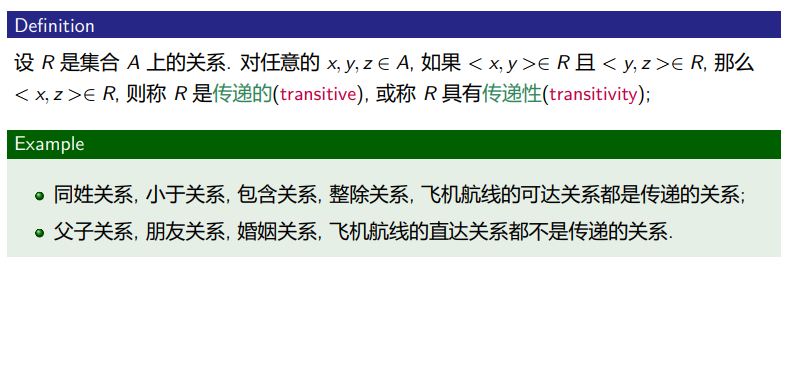 Definition
设 R 是集合 A 上的关系. 对任意的 x, y, z ∈ A, 如果 < x, y >∈ R 且 < y, z >∈ R, 那么
< x, z >∈ R, 则称 R 是传递的(transitive), 或称 R 具有传递性(transitivity);
Example
同姓关系, 小于关系, 包含关系, 整除关系, 飞机航线的可达关系都是传递的关系;
父子关系, 朋友关系, 婚姻关系, 飞机航线的直达关系都不是传递的关系.